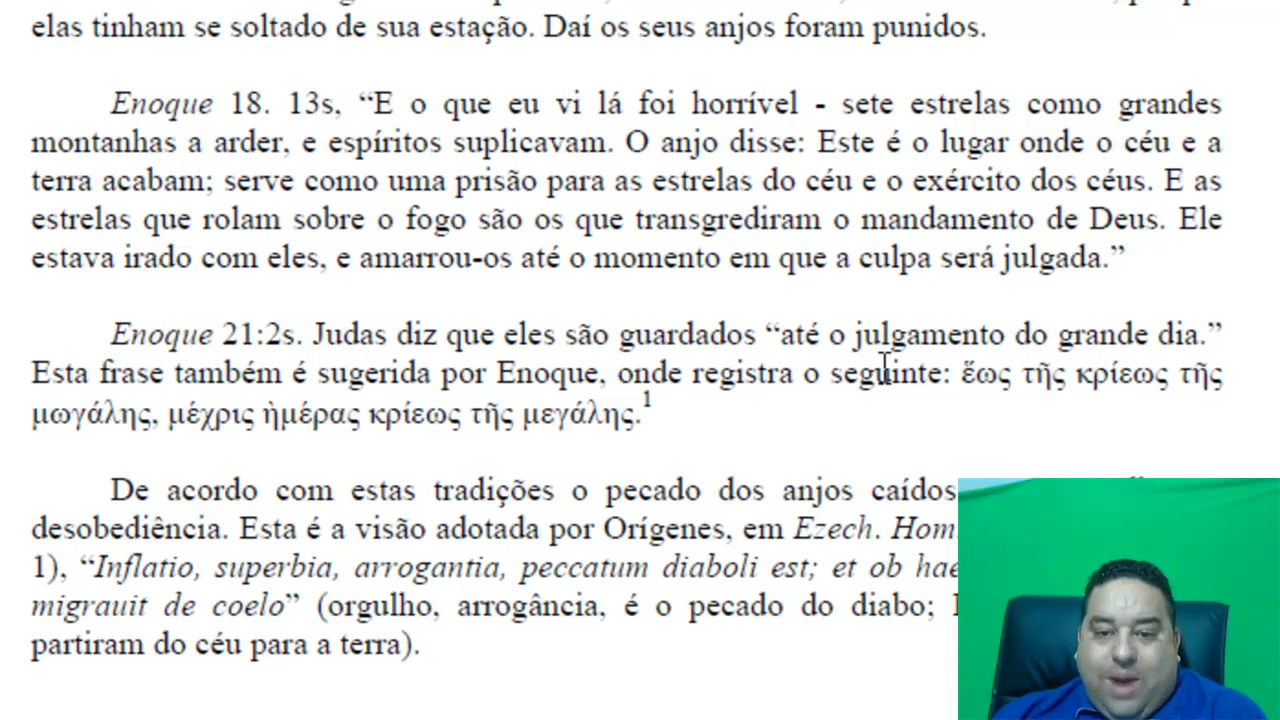 elas tinham se soltado de sua estação. Daí os seus anjos foram punidos.
Enoque 18. 13s, “E o que eu vi lá foi horrível - sete estrelas como grandes
montanhas a arder, e espíritos suplicavam. O anjo disse: Este é o lugar onde o céu e a
terra acabam; serve como uma prisão para as estrelas do céu e o exército dos céus. E as
estrelas que rolam sobre o fogo são os que transgrediram o mandamento de Deus. Ele
estava irado com eles, e amarrou-os até o momento em que a culpa será julgada.”
Enoque 21:2s. Judas diz que eles são guardados “até o julgamento do grande dia.”
Esta frase também é sugerida por Enoque, onde registra o seguinte: ἕως τῆς κρίεως τῆς
μωγάλης, μέχρις ἡμέρας κρίεως τῆς μεγάλης.1
De acordo com estas tradições o pecado dos anjos caídos
desobediência. Esta é a visão adotada por Orígenes, em Ezech. Hom.
1), “Inflatio, superbia, arrogantia, peccatum diaboli est; et ob hae
migrauit de coelo” (orgulho, arrogância, é o pecado do diabo;
partiram do céu para a terra).